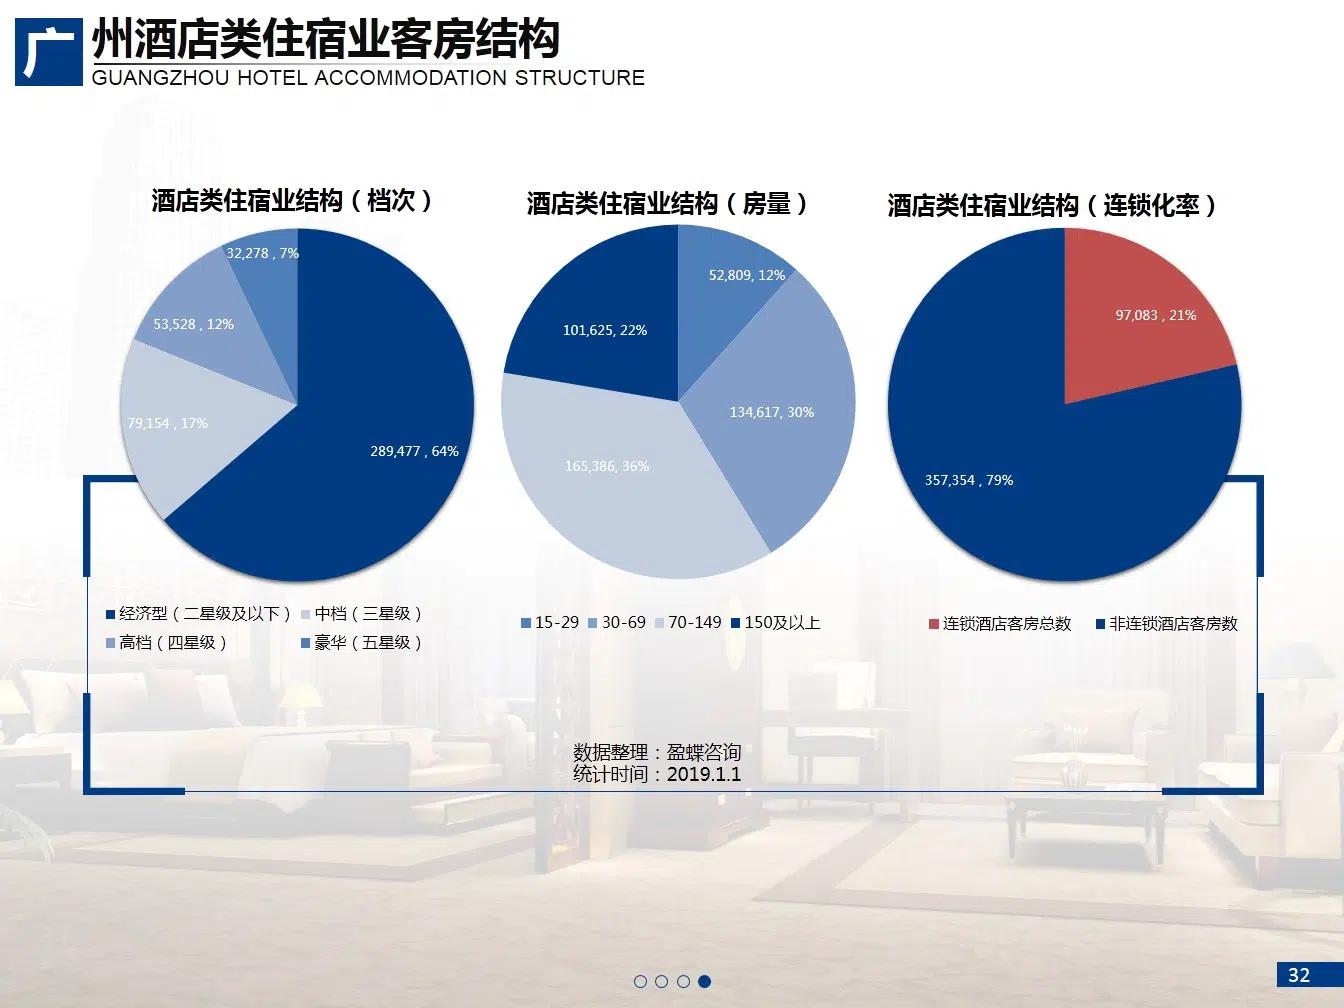 广州酒店类住宿业客房结构
GUANGZHOU HOTEL ACCOMMODATION STRUCTURE
酒店类住宿业结构（档次）
32,278 , 7%
53,528 , 12%
79,154 , 17%
289,477 , 64%
经济型（二星级及以下） 中档（三星级）
高档（四星级） 豪华（五星级）
酒店类住宿业结构（房量）
52,809, 12%
101,625, 22%
134,617, 30%
165,386, 36%
15-29 30-69 70-149 150及以上
酒店类住宿业结构（连锁化率）
97,083 , 21%
357,354 , 79%
连锁酒店客房总数 非连锁酒店客房数
数据整理：盈蝶咨询
统计时间：2019.1.1
32